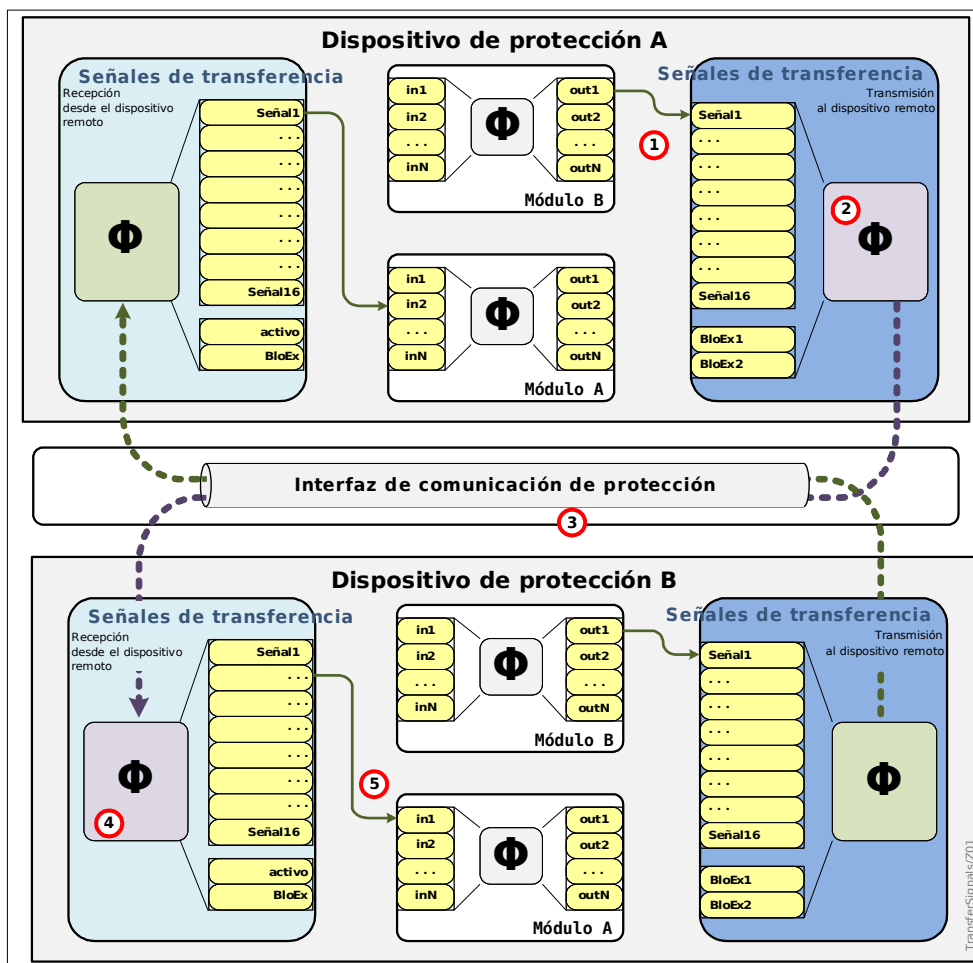 Dispositivo de protección A
Señales de transferencia
Recepción
desde el dispositivo
remoto
Señal1
...
...
...
...
...
...
Señal16
activo
BloEx
Φ
in1
in2
...
inN
Φ
out1
out2
...
outN
Módulo B
in1
in2
...
inN
Φ
out1
out2
...
outN
Módulo A
1
Señales de transferencia
Transmisión
al dispositivo remoto
Señal1
...
...
...
...
...
...
Señal16
BloEx1
BloEx2
2
Φ
Interfaz de comunicación de protección
3
Dispositivo de protección B
Señales de transferencia
Recepción
desde el dispositivo
remoto
Señal1
...
...
...
...
...
...
Señal16
activo
BloEx
Φ
4
in1
in2
...
inN
Φ
out1
out2
...
outN
Módulo B
5
in1
in2
...
inN
Φ
out1
out2
...
outN
Módulo A
Señales de transferencia
Transmisión
al dispositivo remoto
Señal1
...
...
...
...
...
...
Señal16
BloEx1
BloEx2
Φ
TransferSignals/Z01